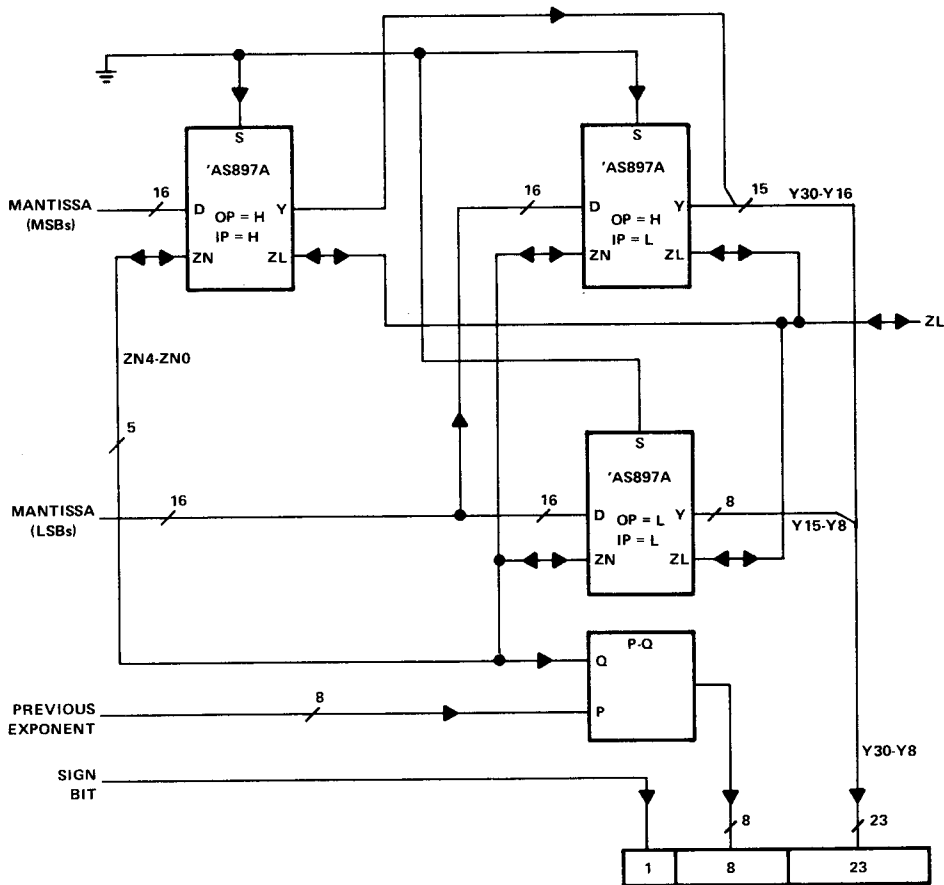 S
'AS897A
MANTISSA
(MSBs)
16
D
Y
OP = H
IP = H
ZN
ZL
S
'AS897A
16
D
Y
OP = H
IP = L
ZN
ZL
15
Y30-Y16
ZL
ZN4-ZN0
5
S
'AS897A
MANTISSA
(LSBs)
16
16
D
Y
OP = L
IP = L
ZN
ZL
8
Y15-Y8
P-Q
Q
P
PREVIOUS
EXPONENT
8
SIGN
BIT
Y30-Y8
8
23
1
8
23